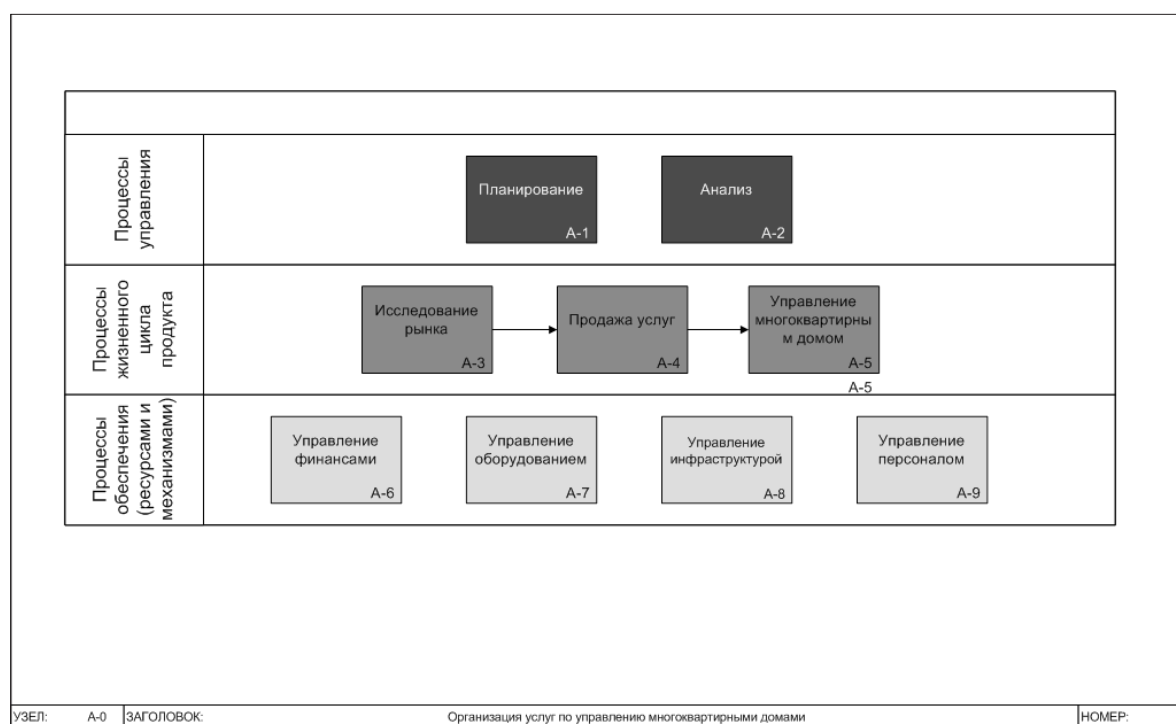 Процессы
управления
Планирование
А-1
Анализ
А-2
Процессы
жизненного
цикла
продукта
Исследование
рынка
А-3
Продажа услуг
А-4
Управление
многоквартирны
м домом
А-5
А-5
Процессы
обеспечения
(ресурсами и
механизмами)
Управление
финансами
А-6
Управление
оборудованием
А-7
Управление
инфраструктурой
А-8
Управление
персоналом
А-9
УЗЕЛ: А-0 ЗАГОЛОВОК: Организация услуг по управлению многоквартирными домами НОМЕР: